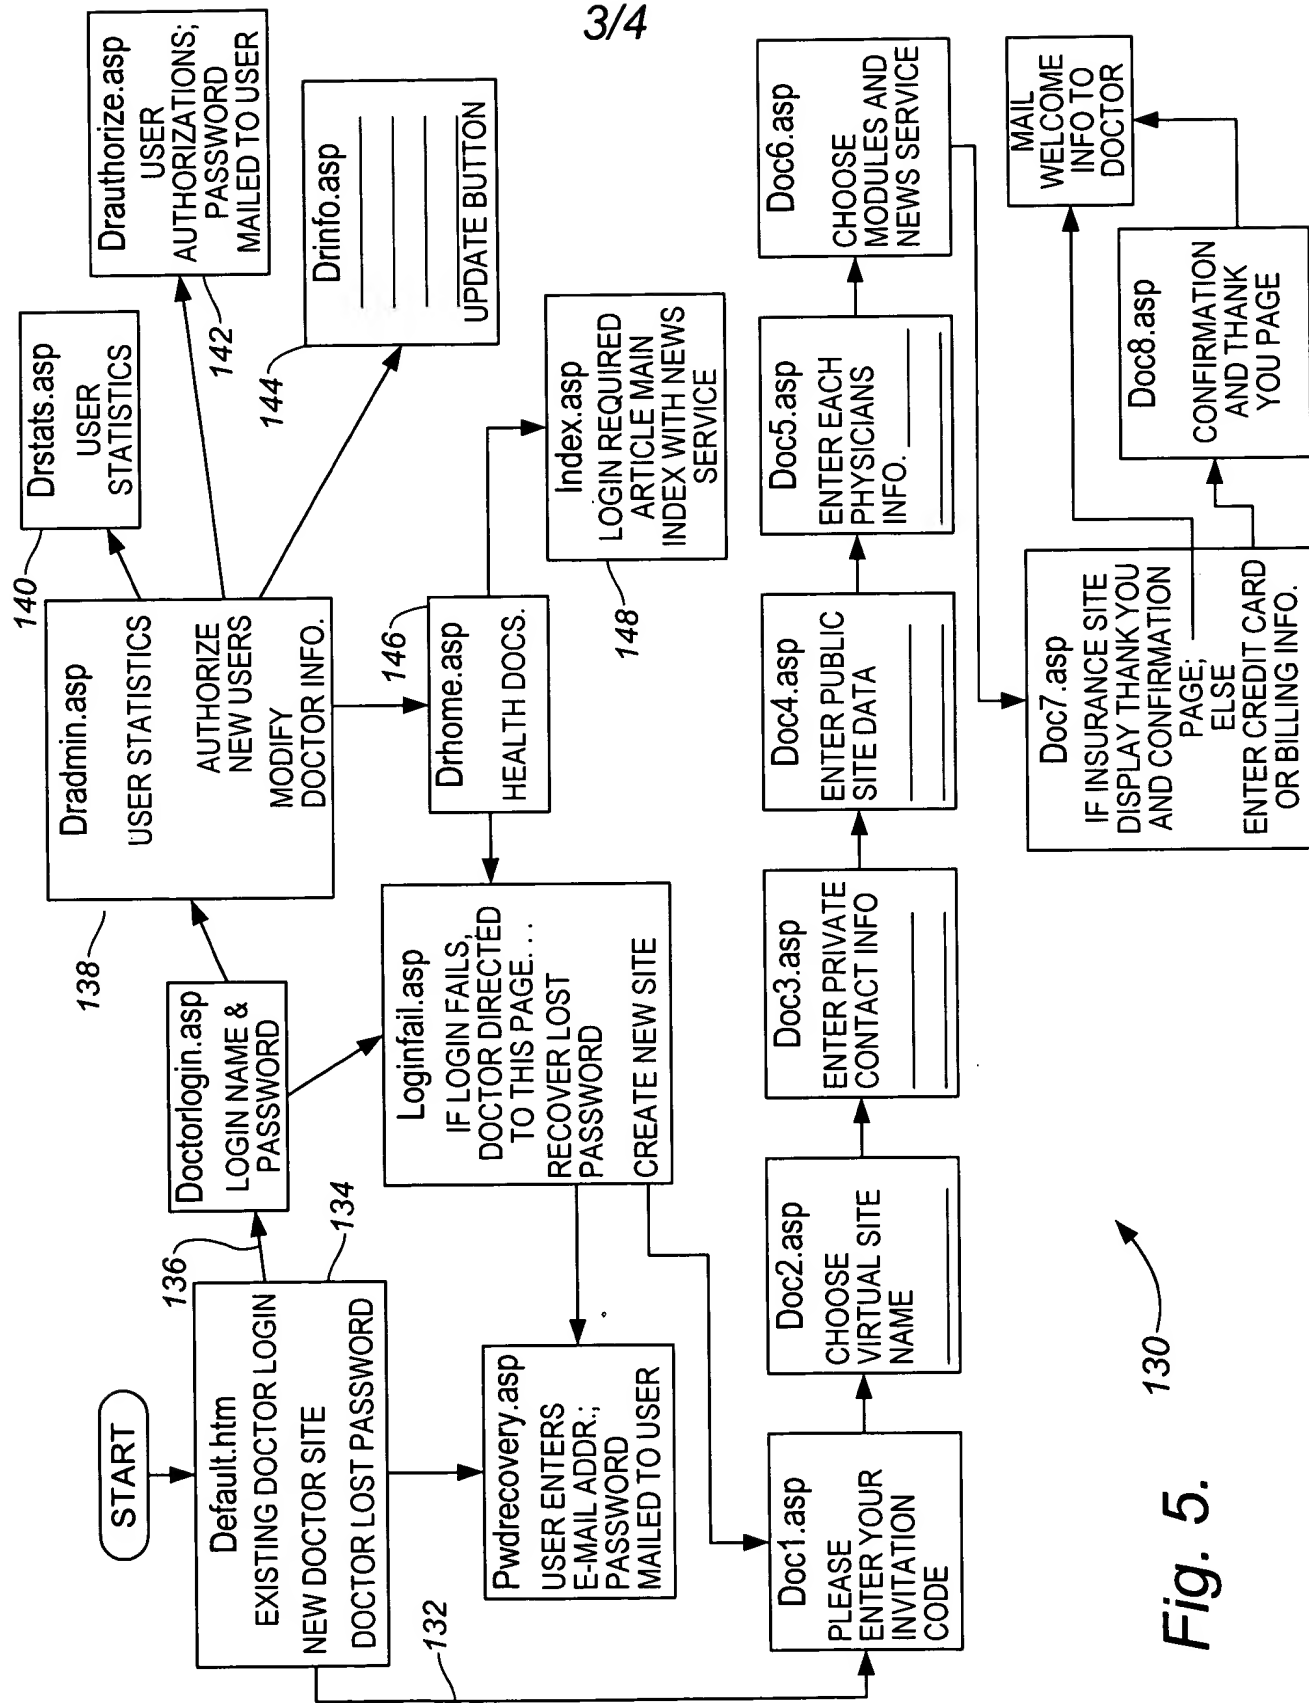 3/4
START
Default.htm
EXISTING DOCTOR LOGIN
NEW DOCTOR SITE
DOCTOR LOST PASSWORD
132
134
136
Doctorlogin.asp
LOGIN NAME &
PASSWORD
138
Dradmin.asp
USER STATISTICS
AUTHORIZE
NEW USERS
MODIFY
DOCTOR INFO.
140
Drstats.asp
USER
STATISTICS
142
Drauthorize.asp
USER
AUTHORIZATIONS;
PASSWORD
MAILED TO USER
144
Drinfo.asp
UPDATE BUTTON
146
Drhome.asp
HEALTH DOCS.
148
Index.asp
LOGIN REQUIRED
ARTICLE MAIN
INDEX WITH NEWS
SERVICE
Loginfail.asp
IF LOGIN FAILS,
DOCTOR DIRECTED
TO THIS PAGE...
RECOVER LOST
PASSWORD
CREATE NEW SITE
Pwdrecovery.asp
USER ENTERS
E-MAIL ADDR.;
PASSWORD
MAILED TO USER
Doc1.asp
PLEASE
ENTER YOUR
INVITATION
CODE
Doc2.asp
CHOOSE
VIRTUAL SITE
NAME
Doc3.asp
ENTER PRIVATE
CONTACT INFO
Doc4.asp
ENTER PUBLIC
SITE DATA
Doc5.asp
ENTER EACH
PHYSICIANS
INFO.
Doc6.asp
CHOOSE
MODULES AND
NEWS SERVICE
Doc7.asp
IF INSURANCE SITE
DISPLAY THANK YOU
AND CONFIRMATION
PAGE;
ELSE
ENTER CREDIT CARD
OR BILLING INFO.
Doc8.asp
CONFIRMATION
AND THANK
YOU PAGE
MAIL
WELCOME
INFO TO
DOCTOR
130
Fig. 5.